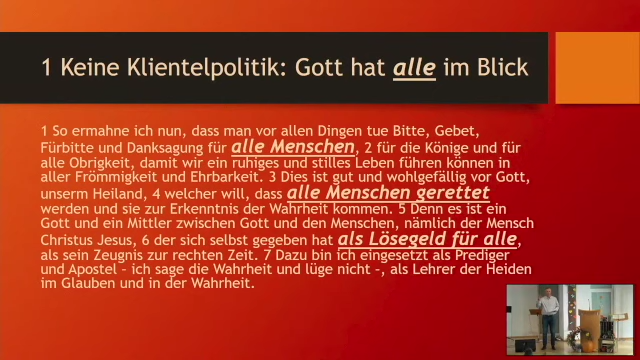 1 Keine Klientelpolitik: Gott hat alle im Blick
1 So ermahne ich nun, dass man vor allen Dingen tue Bitte, Gebet,
Fürbitte und Danksagung für alle Menschen, 2 für die Könige und für
alle Obrigkeit, damit wir ein ruhiges und stilles Leben führen können in
aller Frömmigkeit und Ehrbarkeit. 3 Dies ist gut und wohlgefällig vor Gott,
unserm Heiland, 4 welcher will, dass alle Menschen gerettet
werden und sie zur Erkenntnis der Wahrheit kommen. 5 Denn es ist ein
Gott und ein Mittler zwischen Gott und den Menschen, nämlich der Mensch
Christus Jesus, 6 der sich selbst gegeben hat als Lösegeld für alle,
als sein Zeugnis zur rechten Zeit. 7 Dazu bin ich eingesetzt als Prediger
und Apostel – ich sage die Wahrheit und lüge nicht –, als Lehrer der Heiden
im Glauben und in der Wahrheit.